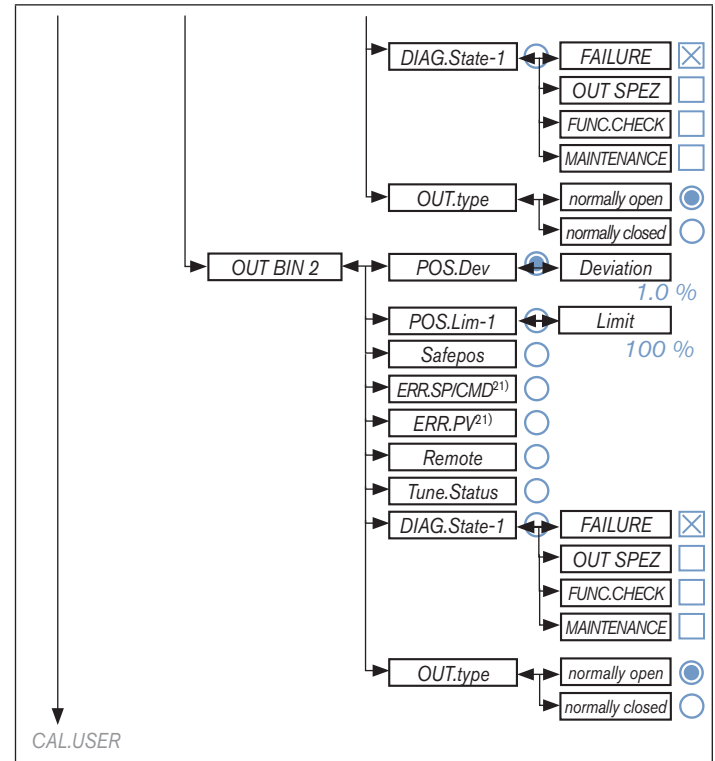 DIAG.State-1 FAILURE
OUT SPEZ
FUNC.CHECK
MAINTENANCE
OUT.type normally open
normally closed
OUT BIN 2 POS.Dev Deviation
1.0 %
POS.Lim-1 Limit
100 %
Safepos
ERR.SP/CMD21)
ERR.PV21)
Remote
Tune.Status
DIAG.State-1 FAILURE
OUT SPEZ
FUNC.CHECK
MAINTENANCE
OUT.type normally open
normally closed
CAL.USER